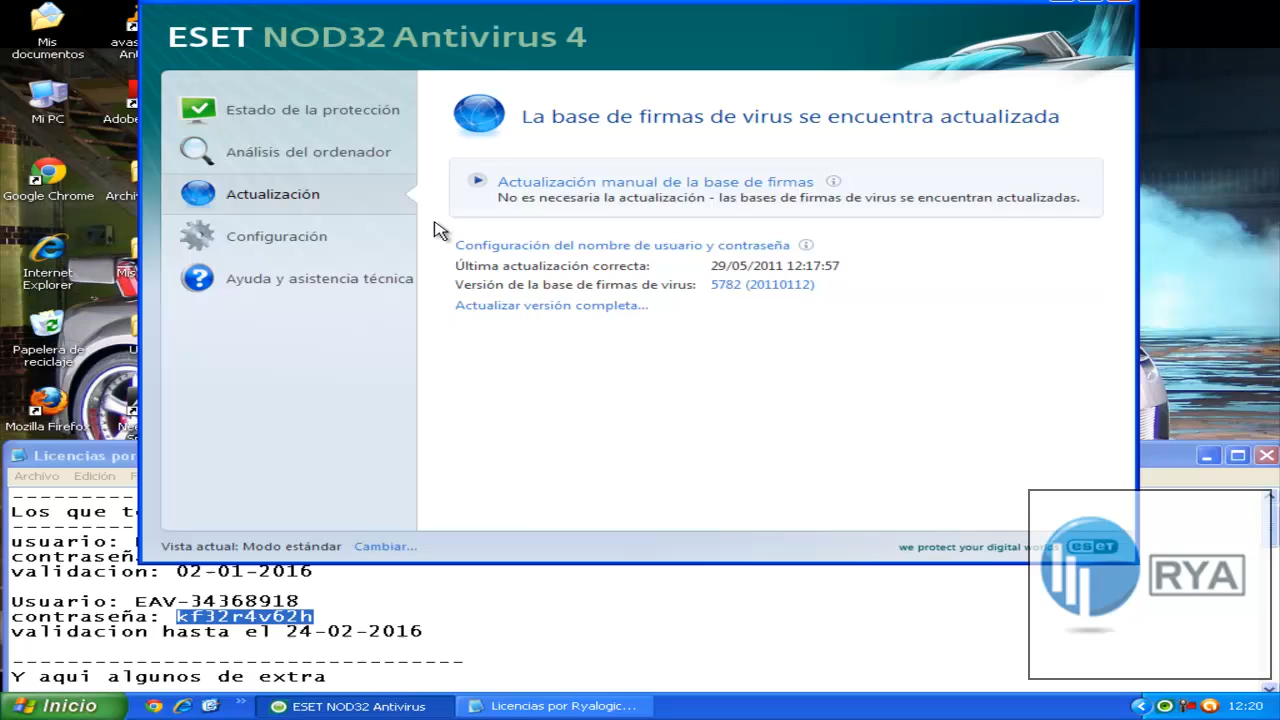 ESET NOD32 Antivirus 4
Mis documentos
Mi PC
Google Chrome
Internet Explorer
Papelera de reciclaje
Mozilla Firefox
Estado de la protección
Análisis del ordenador
Actualización
Configuración
Ayuda y asistencia técnica
La base de firmas de virus se encuentra actualizada
Actualización manual de la base de firmas
No es necesaria la actualización - las bases de firmas de virus se encuentran actualizadas.
Configuración del nombre de usuario y contraseña
Última actualización correcta: 29/05/2011 12:17:57
Versión de la base de firmas de virus: 5782 (20110112)
Actualizar versión completa...
Vista actual: Modo estándar Cambiar...
we protect your digital
Licencias por
Archivo Edición
Los que
usuario:
contraseña
validacion: 02-01-2016
Usuario: EAV-34368918
contraseña: kf32r4v62h
validacion hasta el 24-02-2016
Y aqui algunos de extra
eset
RYA
Inicio
ESET NOD32 Antivirus
Licencias por Ryalogic...
12:20